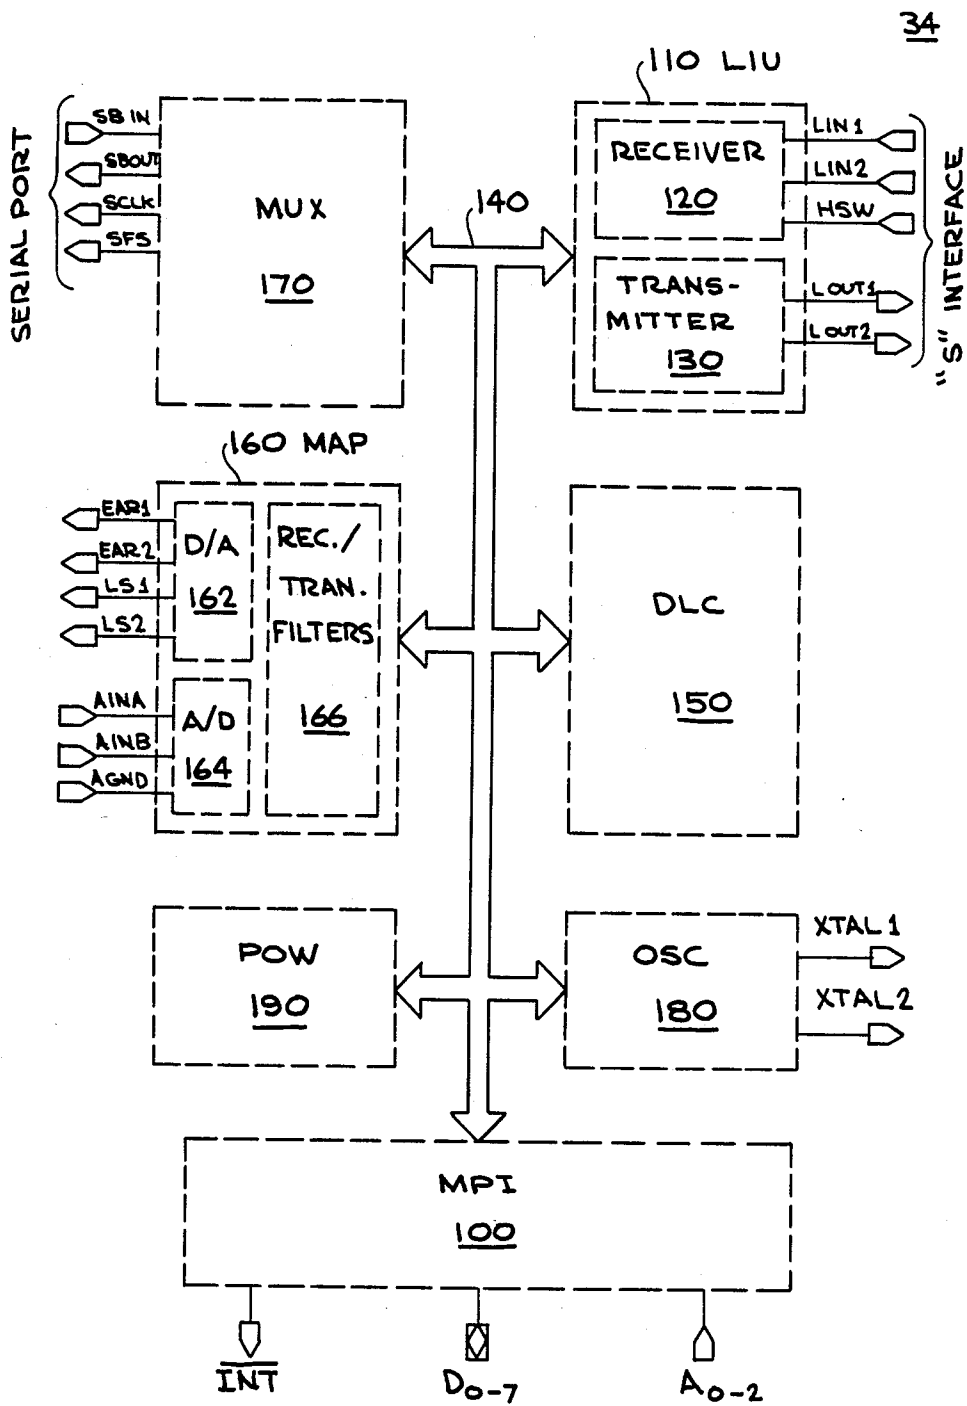 34
110 LIU
SERIAL PORT
SBIN
SBOUT
SCLK
SFS
MUX
170
140
RECEIVER
120
TRANS-
MITTER
130
LIN1
LIN2
HSW
LOUT1
LOUT2
"S" INTERFACE
160 MAP
EAR1
EAR2
LS1
LS2
AINA
AINB
AGND
D/A
162
A/D
164
REC./
TRAN.
FILTERS
166
DLC
150
POW
190
OSC
180
XTAL1
XTAL2
MPI
100
INT
D0-7
A0-2